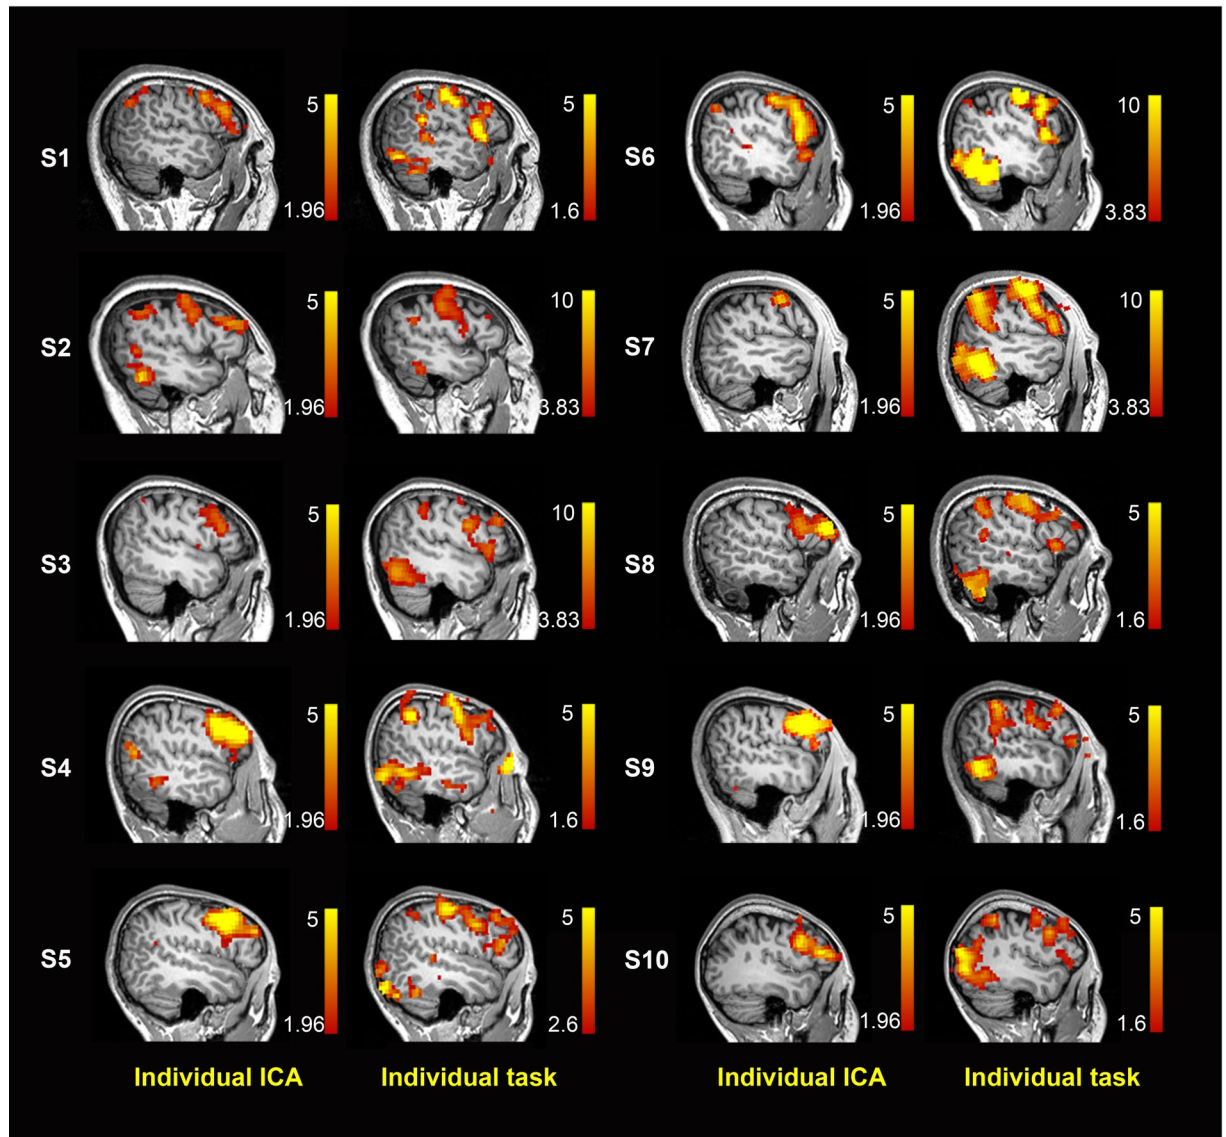 5 5 5 10
S1 S6
1.96 1.6 1.96 3.83
5 10 5 10
S2 S7
1.96 3.83 1.96 3.83
5 10 5 5
S3 S8
1.96 3.83 1.96 1.6
5 5 5 5
S4 S9
1.96 1.6 1.96 1.6
5 5 5 5
S5 S10
1.96 2.6 1.96 1.6
Individual ICA Individual task Individual ICA Individual task